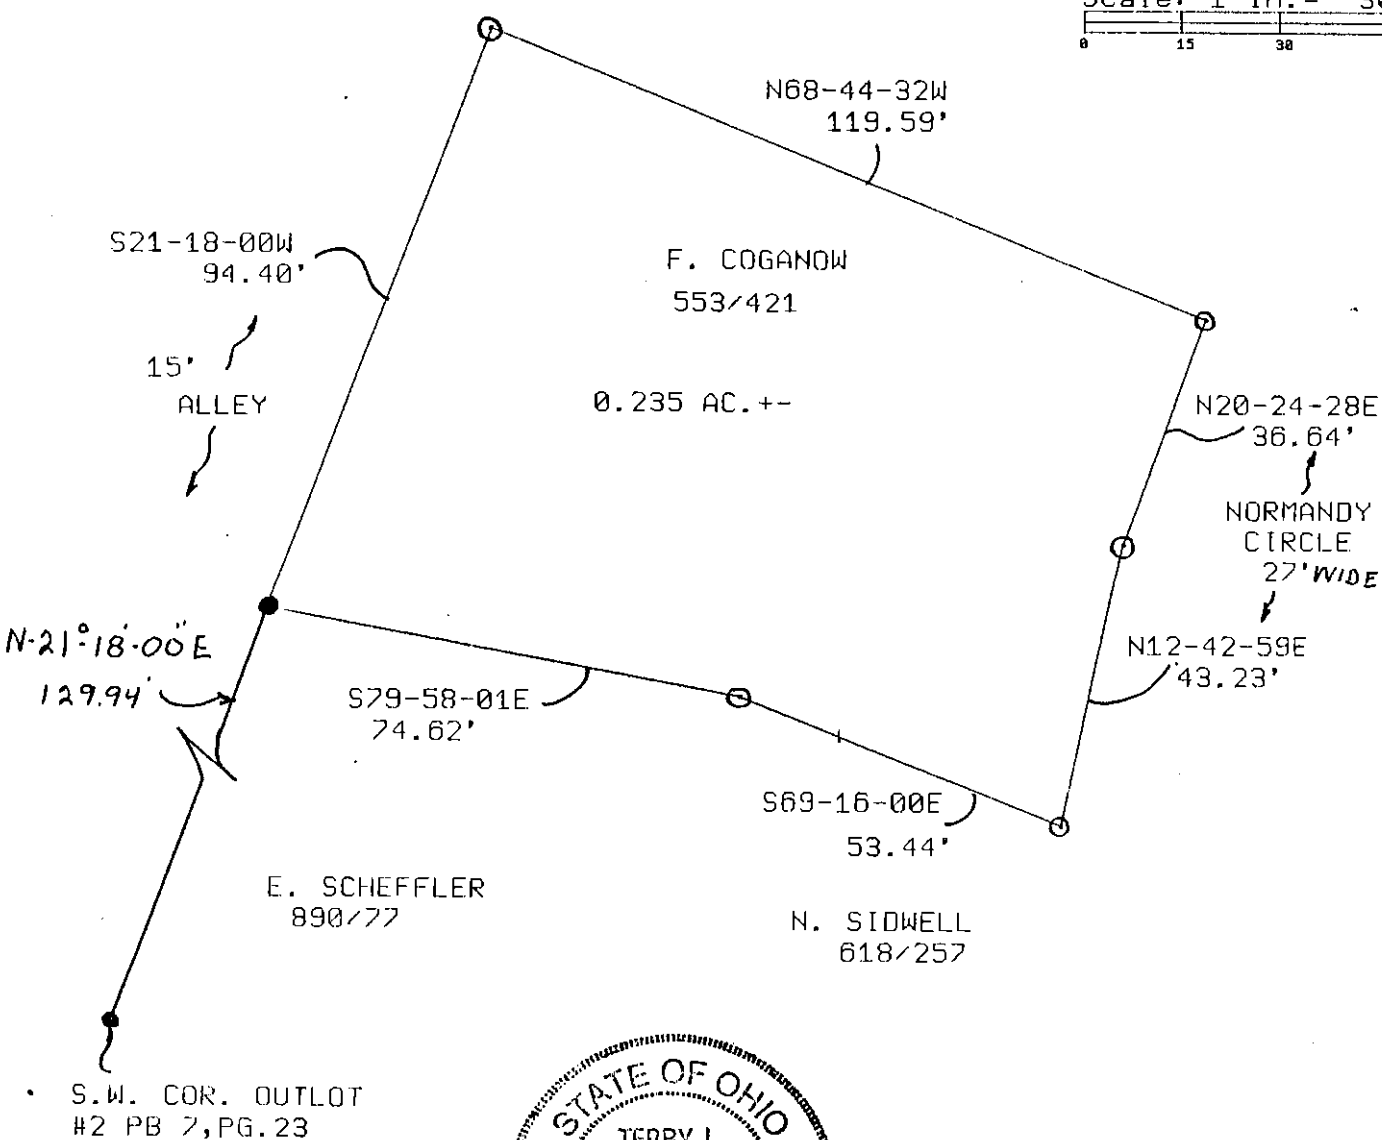 Scale: 1 in.= 30
0 15 30
N68-44-32W
119.59'
S21-18-00W
94.40'
F. COGANOW
553/421
15'
ALLEY
0.235 AC.+-
N20-24-28E
36.64'
NORMANDY
CIRCLE
27' WIDE
N-21°-18'-00" E
129.94'
N12-42-59E
43.23'
S79-58-01E
74.62'
S69-16-00E
53.44'
E. SCHEFFLER
890/77
N. SIDWELL
618/257
S.W. COR. OUTLOT
#2 PB 7,PG.23
STATE OF OHIO
TERRY J.